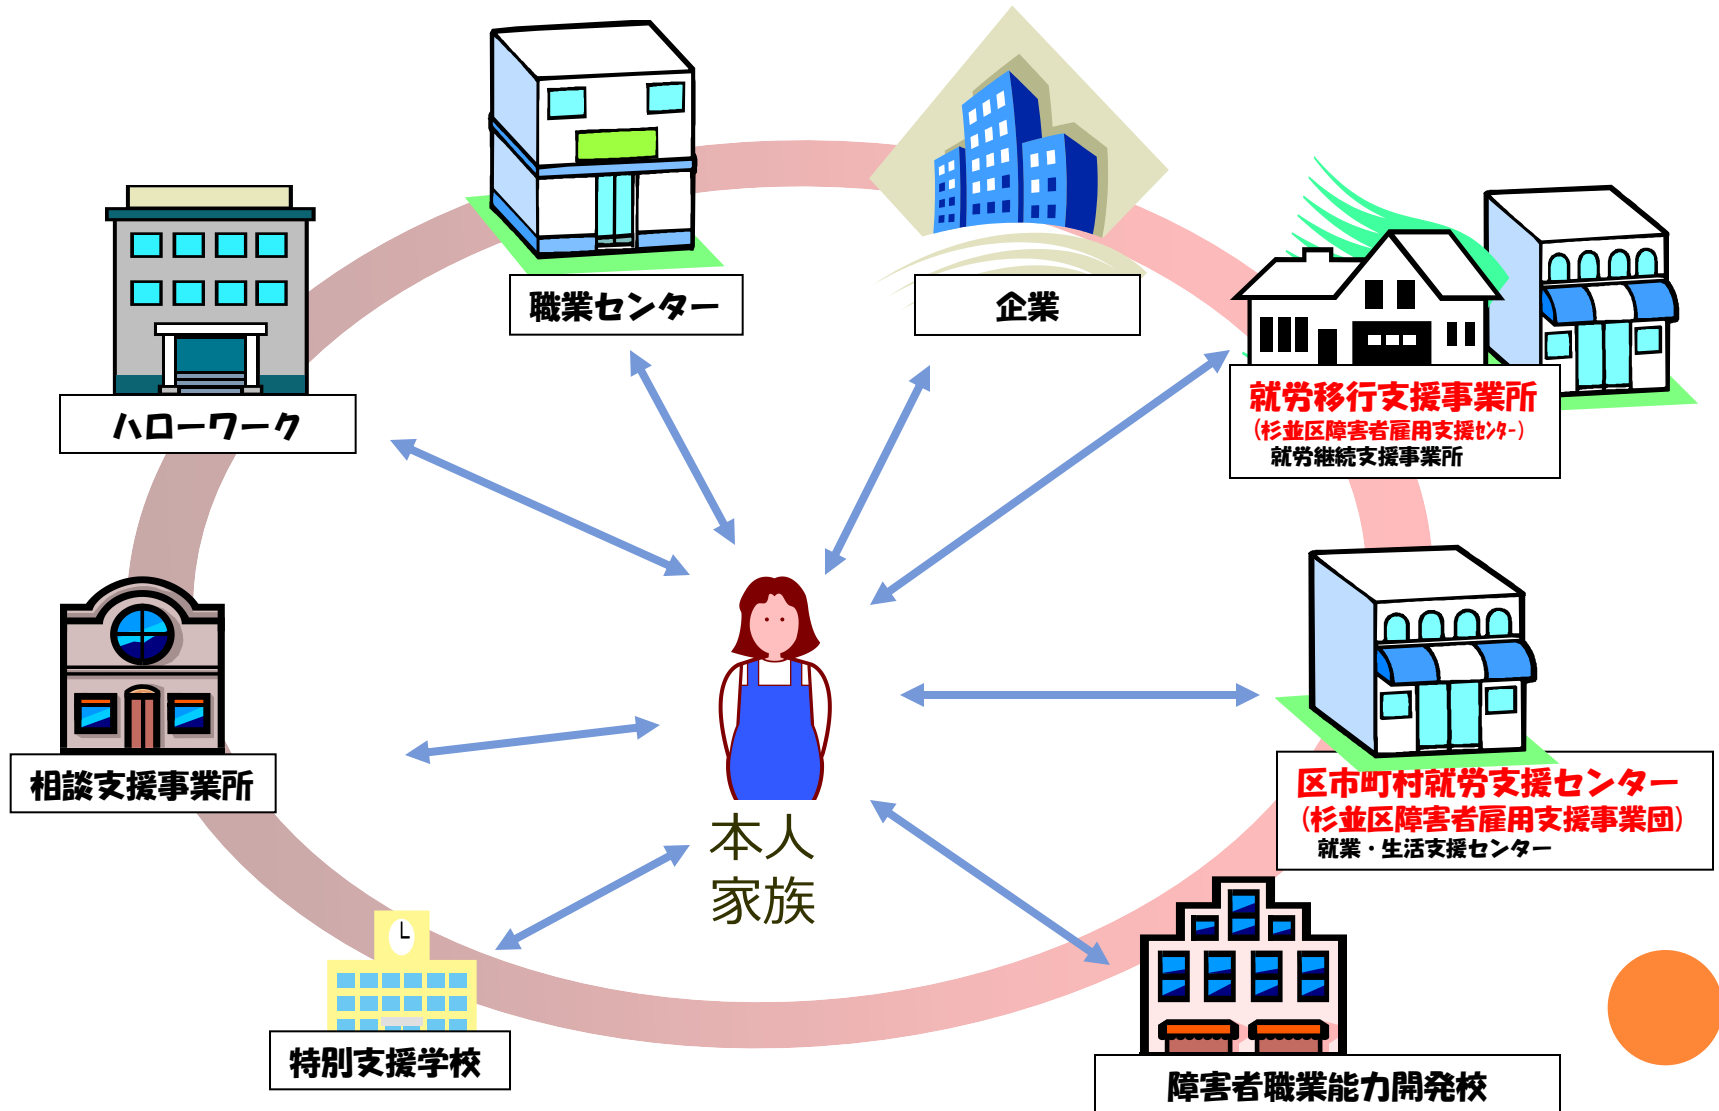 職業センター
企業
就労移行支援事業所
(杉並区障害者雇用支援ｾﾝﾀｰ)
就労継続支援事業所
ハローワーク
相談支援事業所
区市町村就労支援センター
(杉並区障害者雇用支援事業団)
就業・生活支援センター
本人
家族
特別支援学校
障害者職業能力開発校